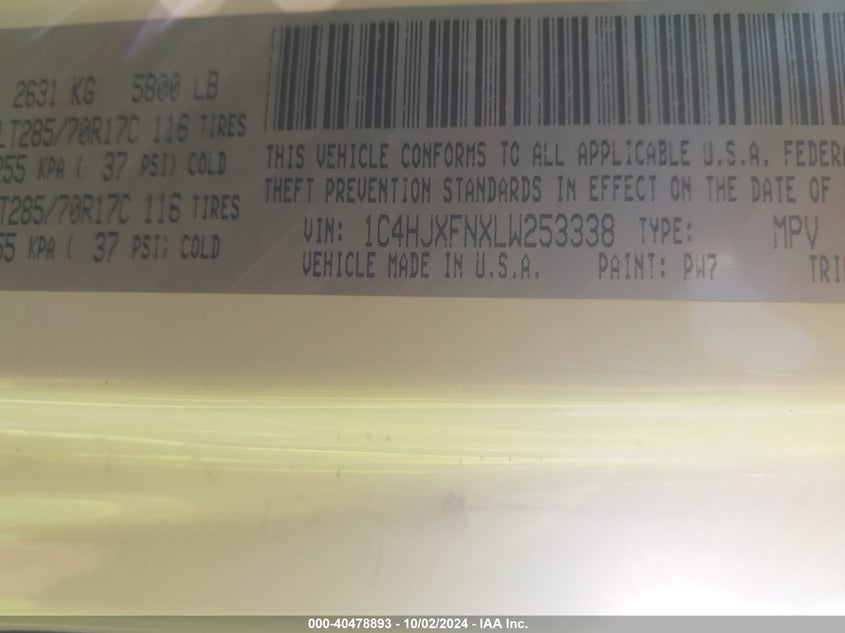 2631 KG 5800 LB
LT285/70R17C 116 TIRES
255 KPA ( 37 PSI) COLD
LT285/70R17C 116 TIRES
55 KPA ( 37 PSI) COLD
THIS VEHICLE CONFORMS TO ALL APPLICABLE U.S.A. FEDER
THEFT PREVENTION STANDARDS IN EFFECT ON THE DATE OF
VIN: 1C4HJXFNXLW253338 TYPE: MPV
VEHICLE MADE IN U.S.A. PAINT: PW7 TRI
000-40478893 - 10/02/2024 - IAA Inc.